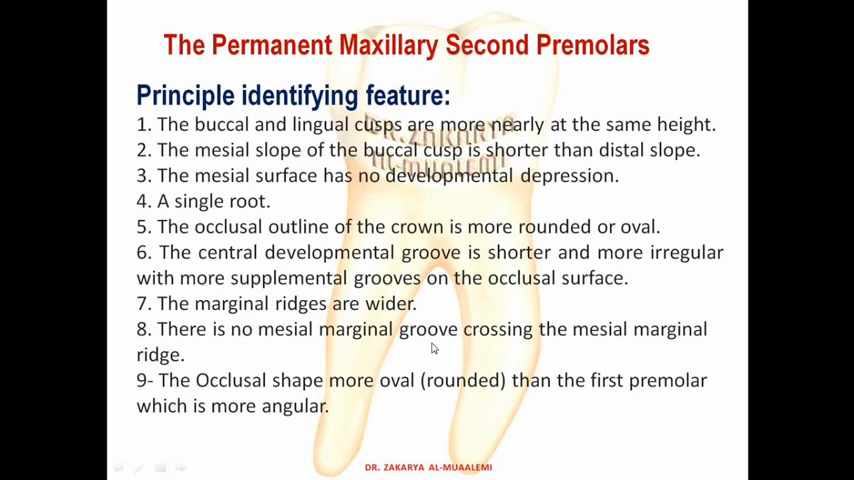 The Permanent Maxillary Second Premolars
Principle identifying feature:
1. The buccal and lingual cusps are more nearly at the same height.
2. The mesial slope of the buccal cusp is shorter than distal slope.
3. The mesial surface has no developmental depression.
4. A single root.
5. The occlusal outline of the crown is more rounded or oval.
6. The central developmental groove is shorter and more irregular
with more supplemental grooves on the occlusal surface.
7. The marginal ridges are wider.
8. There is no mesial marginal groove crossing the mesial marginal
ridge.
9- The Occlusal shape more oval (rounded) than the first premolar
which is more angular.
DR. ZAKARYA
AL-MUALEMI
DR. ZAKARYA AL-MUAALEMI